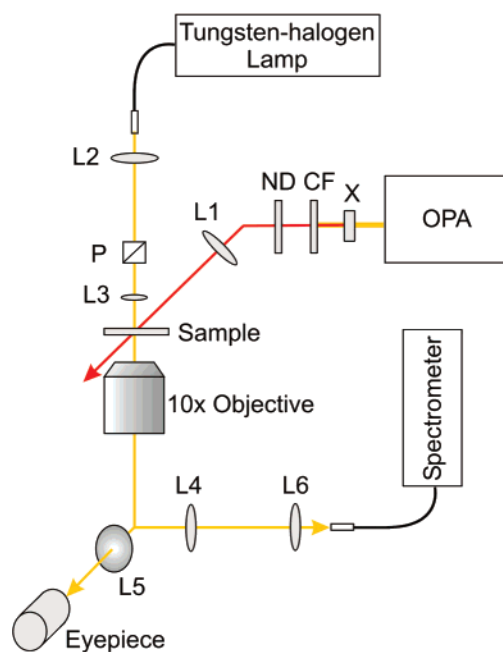 Tungsten-halogen
Lamp
L2
ND CF X
L1
OPA
P
L3
Sample
10x Objective
Spectrometer
L4
L6
L5
Eyepiece